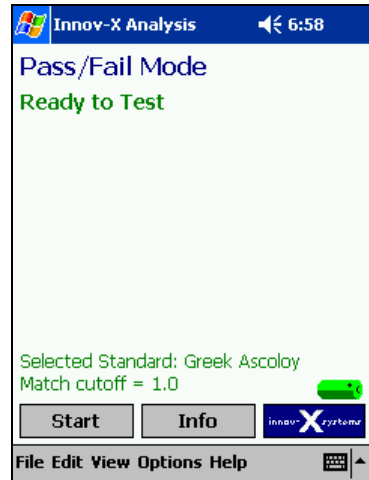 Innov-X Analysis 6:58
Pass/Fail Mode
Ready to Test
Selected Standard: Greek Ascoloy
Match cutoff = 1.0
Start Info innov-X systems
File Edit View Options Help